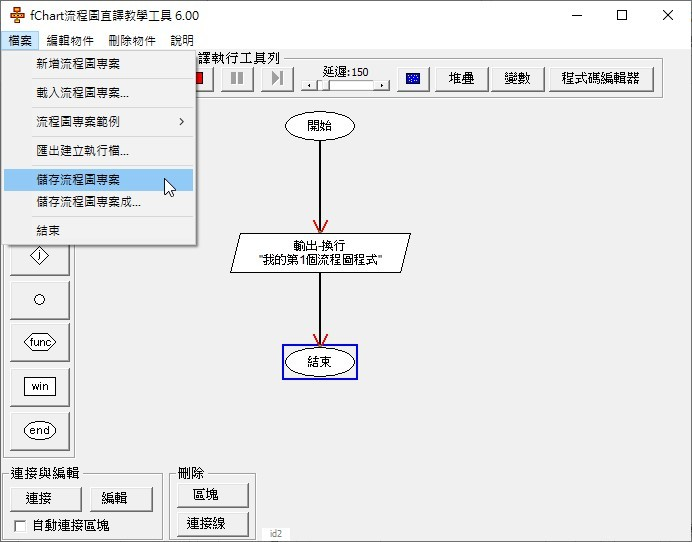 fChart流程圖直譯教學工具 6.00
檔案 編輯物件 刪除物件 說明
新增流程圖專案
載入流程圖專案...
流程圖專案範例
匯出建立執行檔...
儲存流程圖專案
儲存流程圖專案成...
結束
譯執行工具列
延遲:150
堆疊 變數 程式碼編輯器
開始
輸出-換行
"我的第1個流程圖程式"
結束
i
func
win
end
連接與編輯
連接 編輯
自動連接區塊
刪除
區塊
連接線
id2